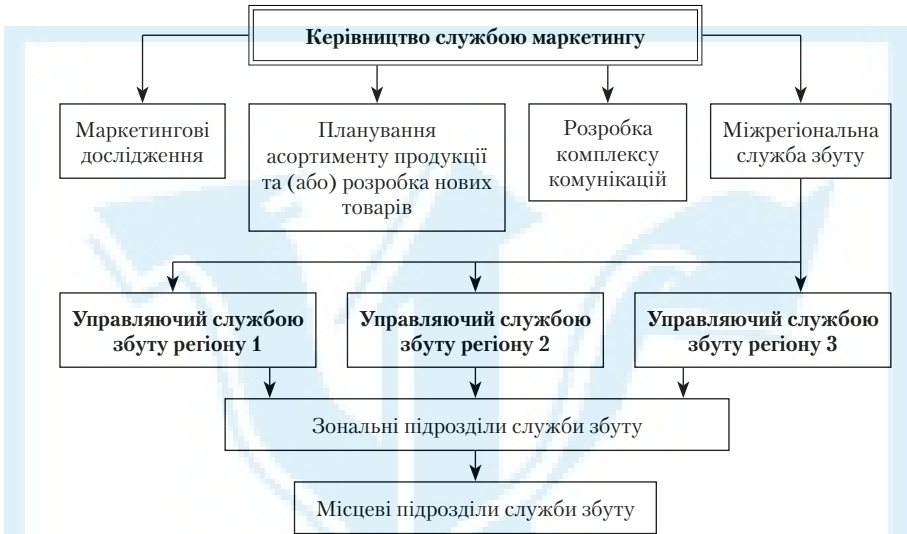 Керівництво службою маркетингу
Маркетингові
дослідження
Планування
асортименту продукції
та (або) розробка нових
товарів
Розробка
комплексу
комунікацій
Міжрегіональна
служба збуту
Управляючий службою
збуту регіону 1
Управляючий службою
збуту регіону 2
Управляючий службою
збуту регіону 3
Зональні підрозділи служби збуту
Місцеві підрозділи служби збуту